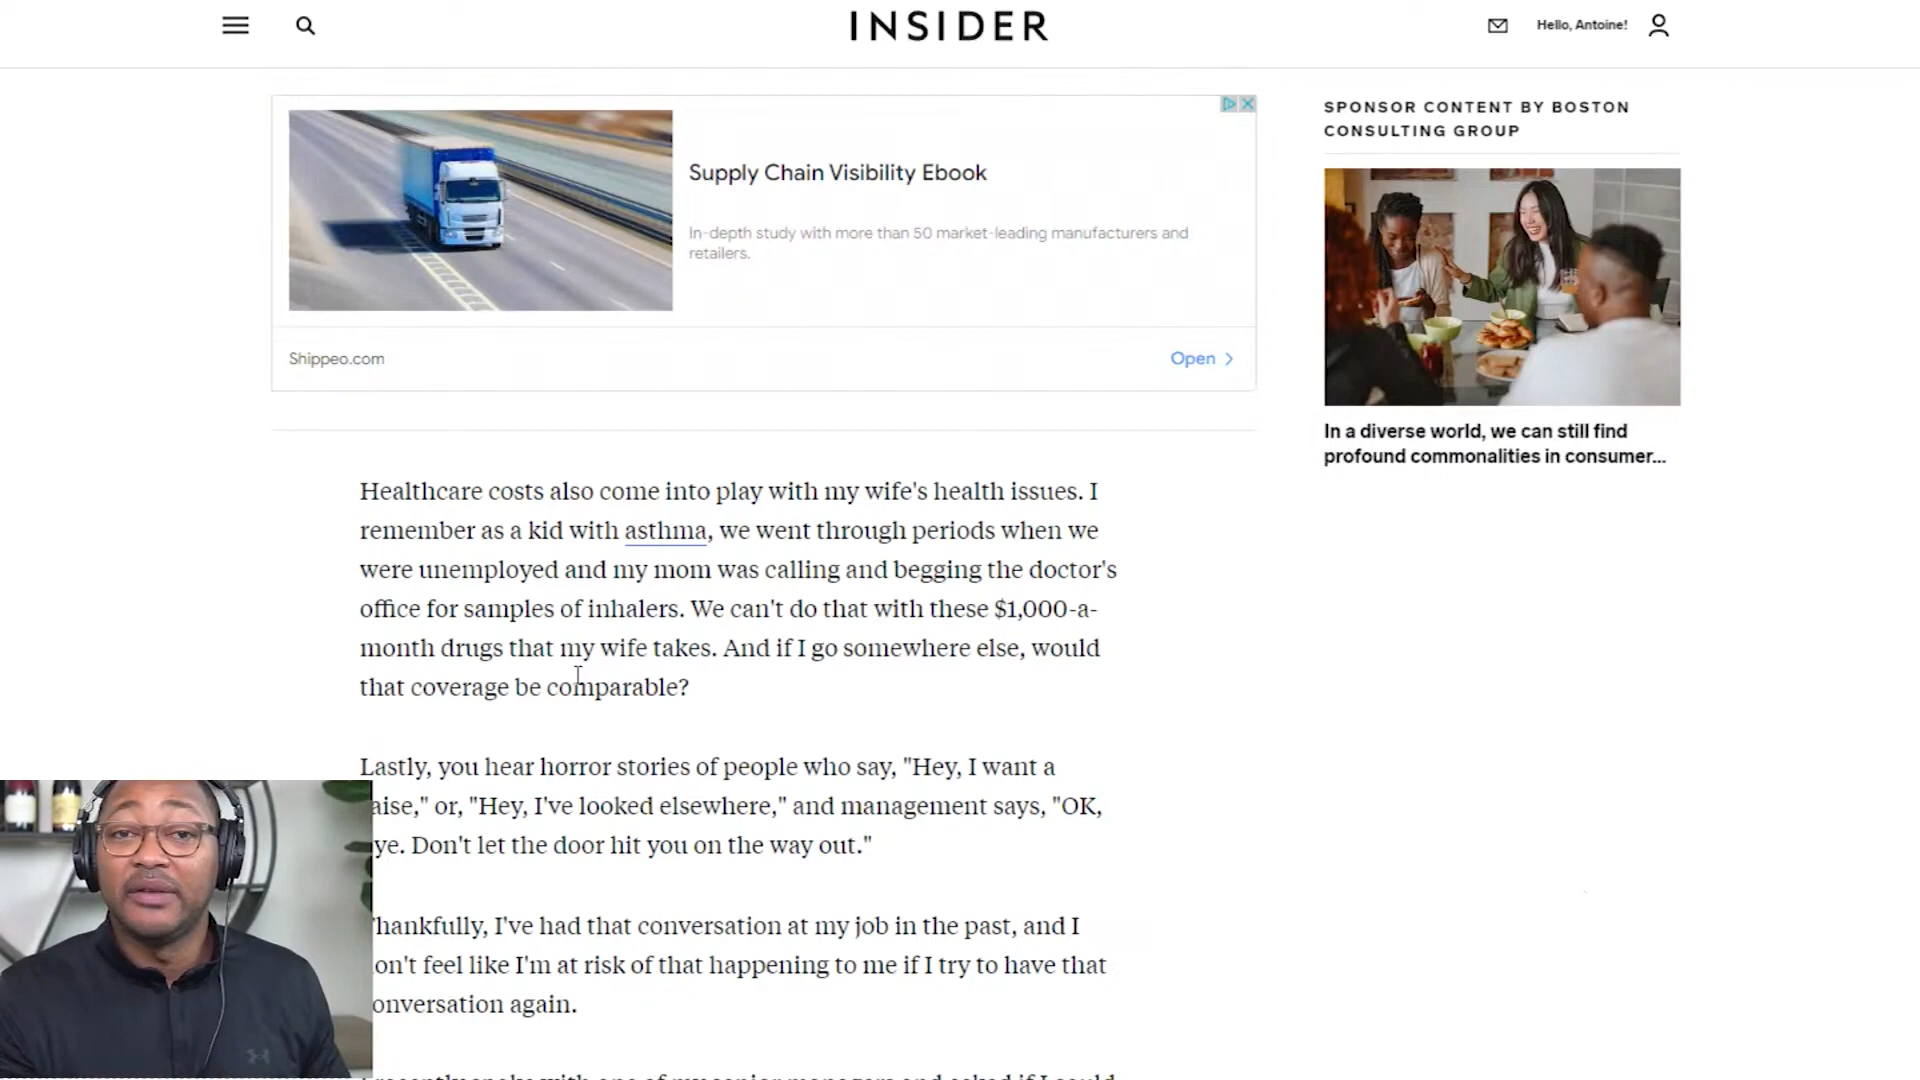 INSIDER
Hello, Antoine!
Supply Chain Visibility Ebook
In-depth study with more than 50 market-leading manufacturers and
retailers.
Shippeo.com
Open
SPONSOR CONTENT BY BOSTON
CONSULTING GROUP
In a diverse world, we can still find
profound commonalities in consumer...
Healthcare costs also come into play with my wife's health issues. I
remember as a kid with asthma, we went through periods when we
were unemployed and my mom was calling and begging the doctor's
office for samples of inhalers. We can't do that with these $1,000-a-
month drugs that my wife takes. And if I go somewhere else, would
that coverage be comparable?
Lastly, you hear horror stories of people who say, "Hey, I want a
aise," or, "Hey, I've looked elsewhere," and management says, "OK,
ye. Don't let the door hit you on the way out."
Thankfully, I've had that conversation at my job in the past, and I
on't feel like I'm at risk of that happening to me if I try to have that
onversation again.